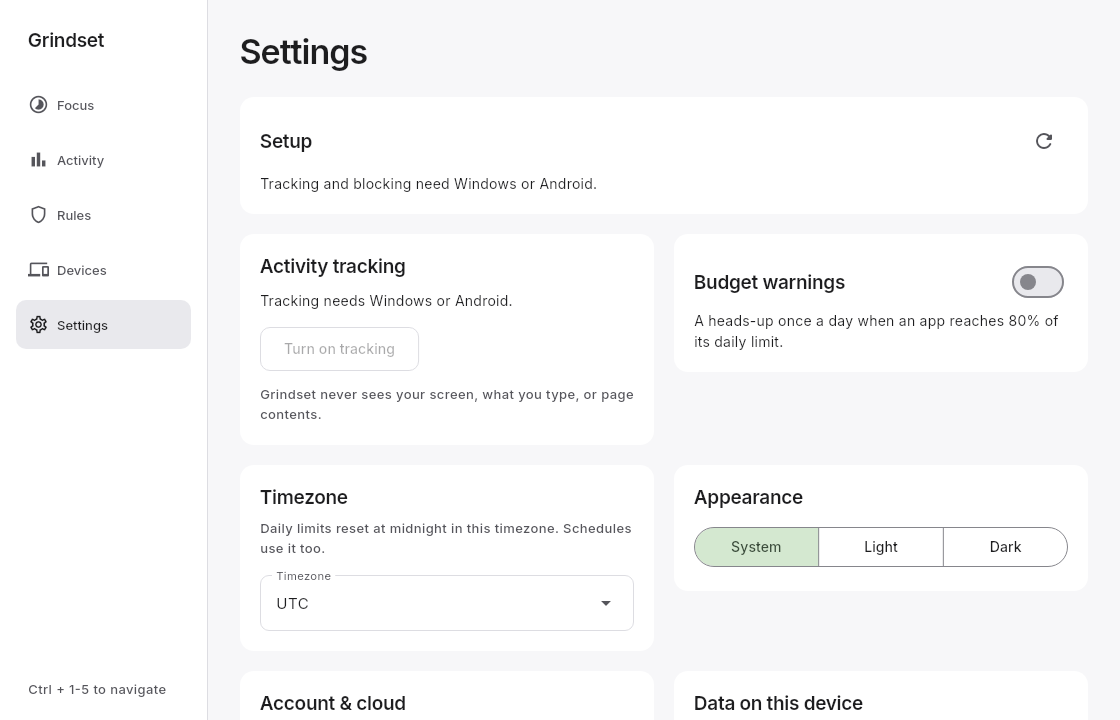 Grindset
Focus
Activity
Rules
Devices
Settings
Ctrl + 1-5 to navigate
Settings
Setup
Tracking and blocking need Windows or Android.
Activity tracking
Tracking needs Windows or Android.
Turn on tracking
Grindset never sees your screen, what you type, or page
contents.
Budget warnings
A heads-up once a day when an app reaches 80% of
its daily limit.
Timezone
Daily limits reset at midnight in this timezone. Schedules
use it too.
Timezone
UTC
Appearance
System
Light
Dark
Account & cloud
Data on this device